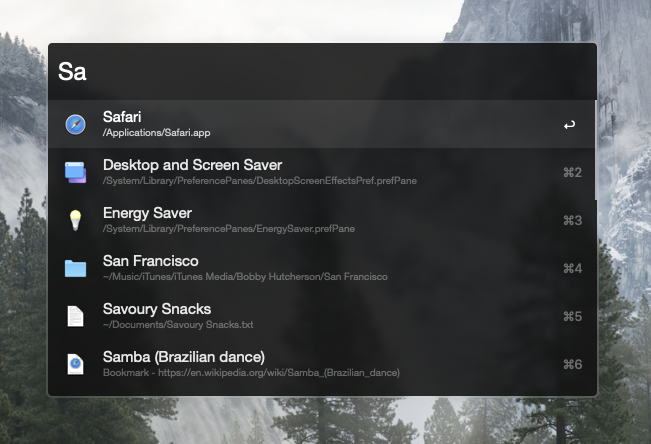 Sa
Safari
/Applications/Safari.app
↩
Desktop and Screen Saver
/System/Library/PreferencePanes/DesktopScreenEffectsPref.prefPane
⌘2
Energy Saver
/System/Library/PreferencePanes/EnergySaver.prefPane
⌘3
San Francisco
~/Music/iTunes/iTunes Media/Bobby Hutcherson/San Francisco
⌘4
Savoury Snacks
~/Documents/Savoury Snacks.txt
⌘5
Samba (Brazilian dance)
Bookmark - https://en.wikipedia.org/wiki/Samba_(Brazilian_dance)
⌘6